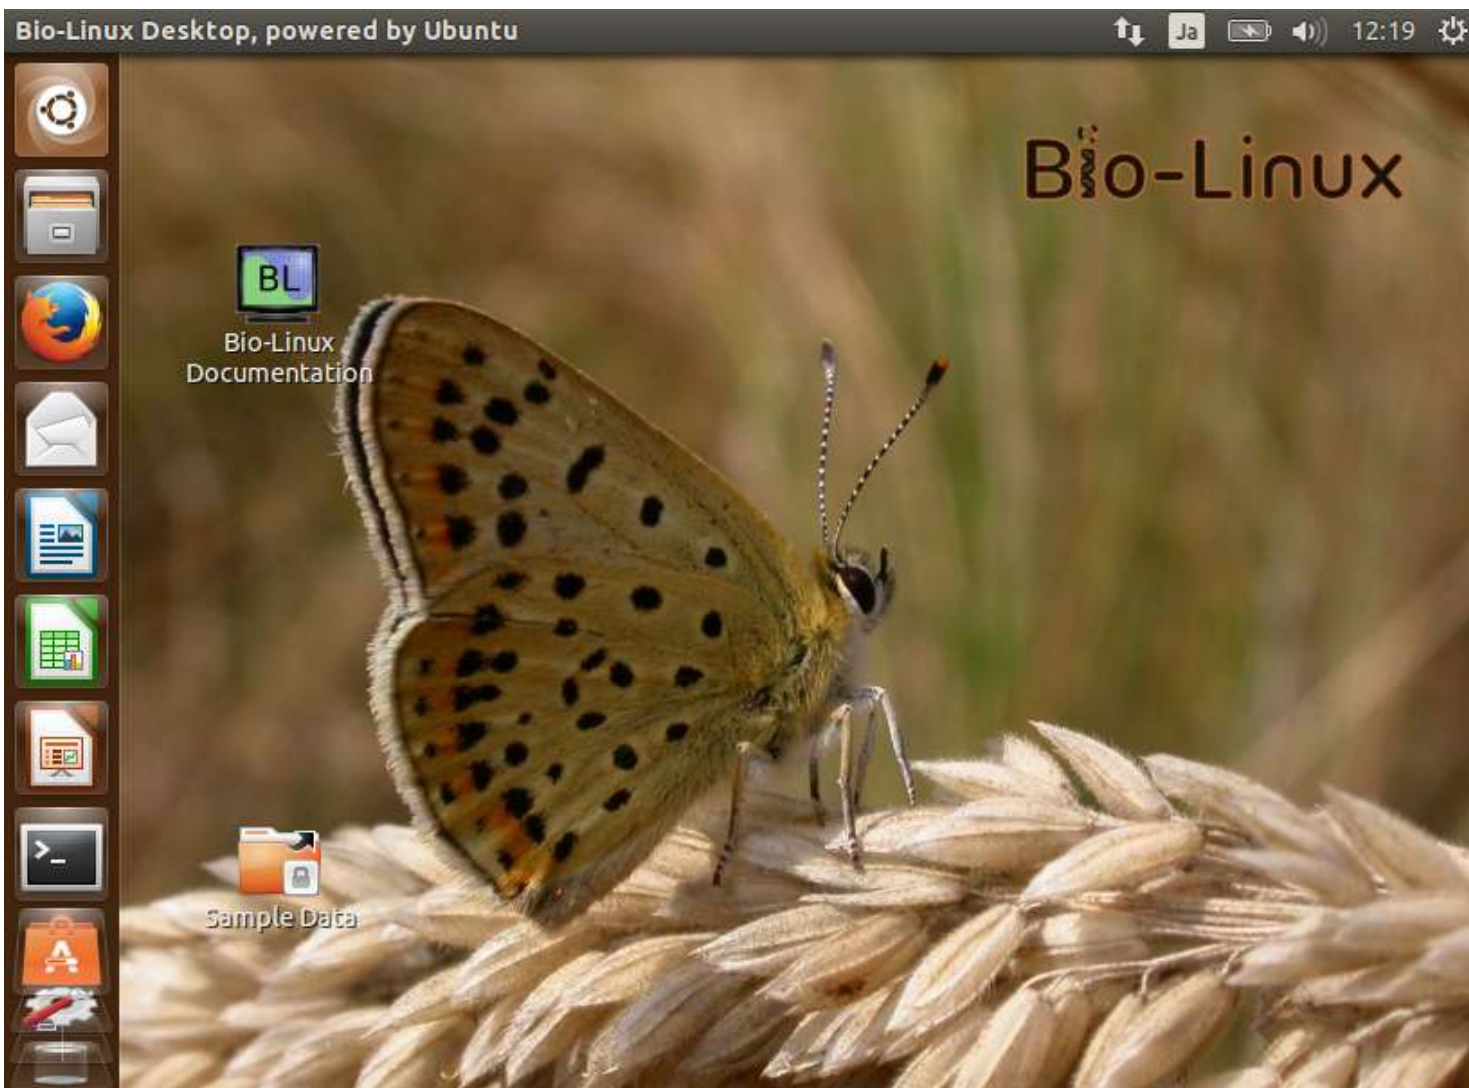 Bio-Linux Desktop, powered by Ubuntu
Ja
12:19
Bio-Linux
BL
Bio-Linux
Documentation
>_
Sample Data